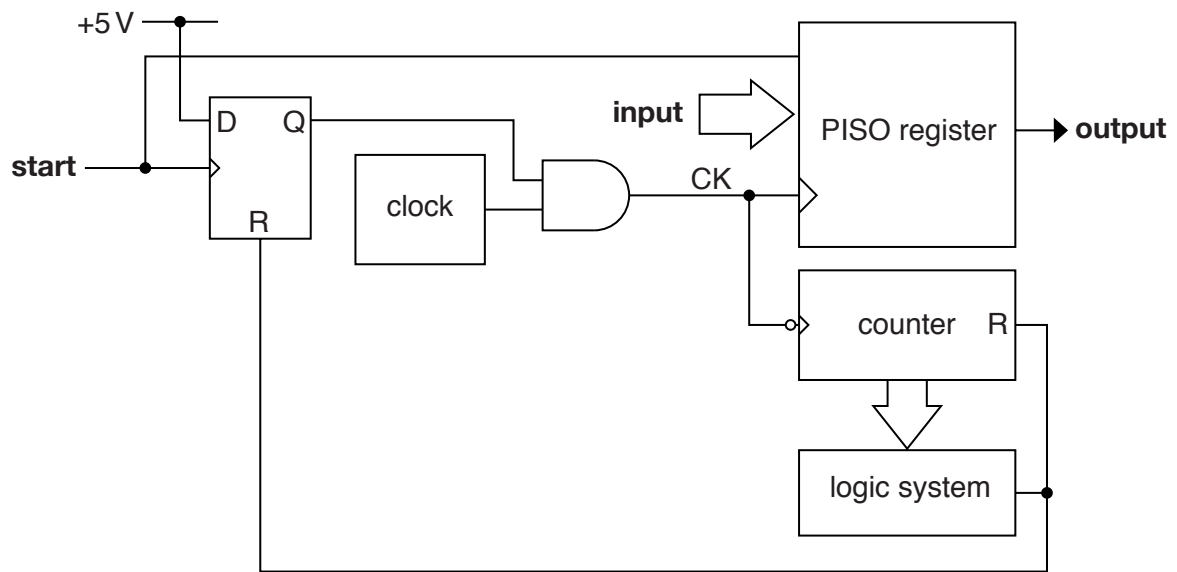 +5 V
D Q
R
start
clock
CK
input
PISO register
output
counter R
logic system